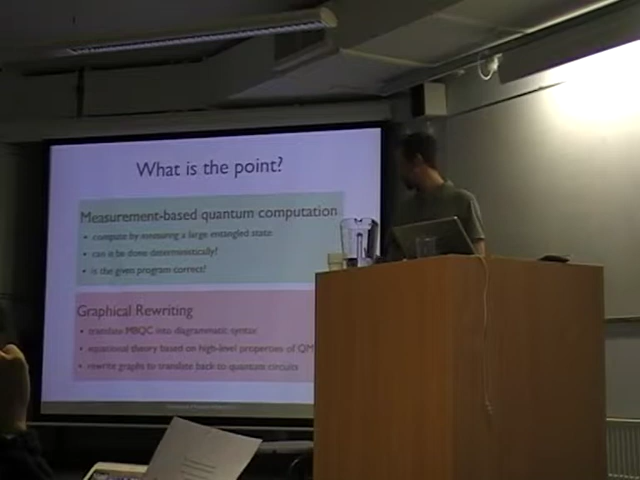 What is the point?
Measurement-based quantum computation
• compute by measuring a large entangled state
• can it be done deterministically?
• is the given program correct?
Graphical Rewriting
• translate MBQC into diagrammatic syntax
• equational theory based on high-level properties of QM
• rewrite graphs to translate back to quantum circuits